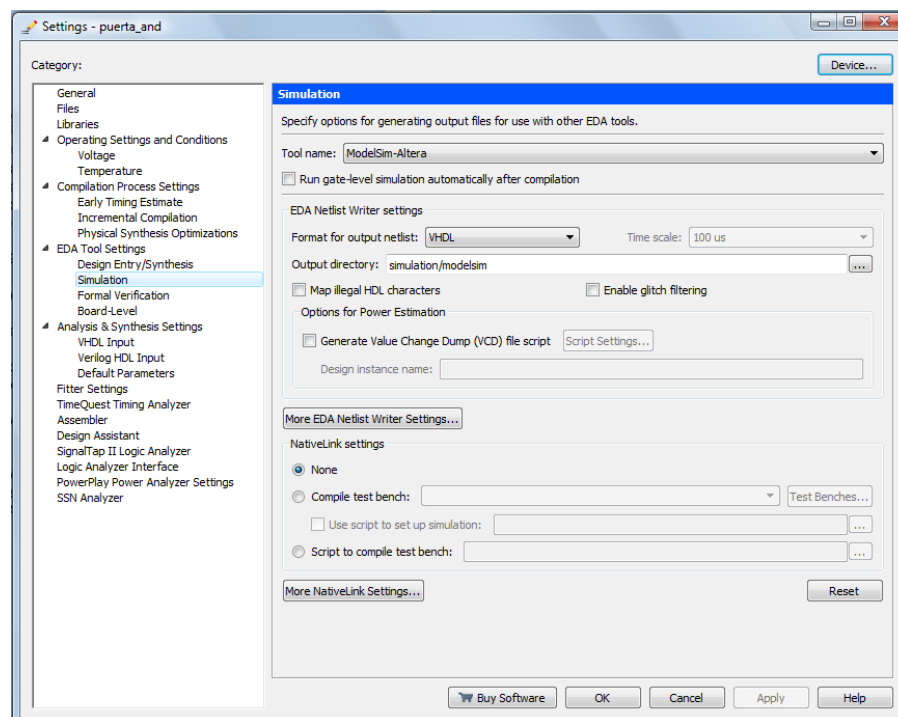 Settings - puerta_and
Category:
Device...
General
Files
Libraries
Operating Settings and Conditions
Voltage
Temperature
Compilation Process Settings
Early Timing Estimate
Incremental Compilation
Physical Synthesis Optimizations
EDA Tool Settings
Design Entry/Synthesis
Simulation
Formal Verification
Board-Level
Analysis & Synthesis Settings
VHDL Input
Verilog HDL Input
Default Parameters
Fitter Settings
TimeQuest Timing Analyzer
Assembler
Design Assistant
SignalTap II Logic Analyzer
Logic Analyzer Interface
PowerPlay Power Analyzer Settings
SSN Analyzer
Simulation
Specify options for generating output files for use with other EDA tools.
Tool name: ModelSim-Altera
Run gate-level simulation automatically after compilation
EDA Netlist Writer settings
Format for output netlist: VHDL Time scale: 100 us
Output directory: simulation/modelsim ...
Map illegal HDL characters Enable glitch filtering
Options for Power Estimation
Generate Value Change Dump (VCD) file script Script Settings...
Design instance name:
More EDA Netlist Writer Settings...
NativeLink settings
None
Compile test bench: Test Benches...
Use script to set up simulation: ...
Script to compile test bench: ...
More NativeLink Settings... Reset
Buy Software OK Cancel Apply Help